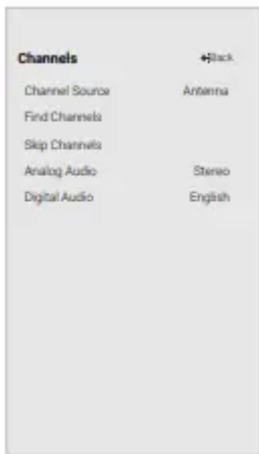 Channels Back
Channel Source Antenna
Find Channels
Skip Channels
Analog Audio Stereo
Digital Audio English